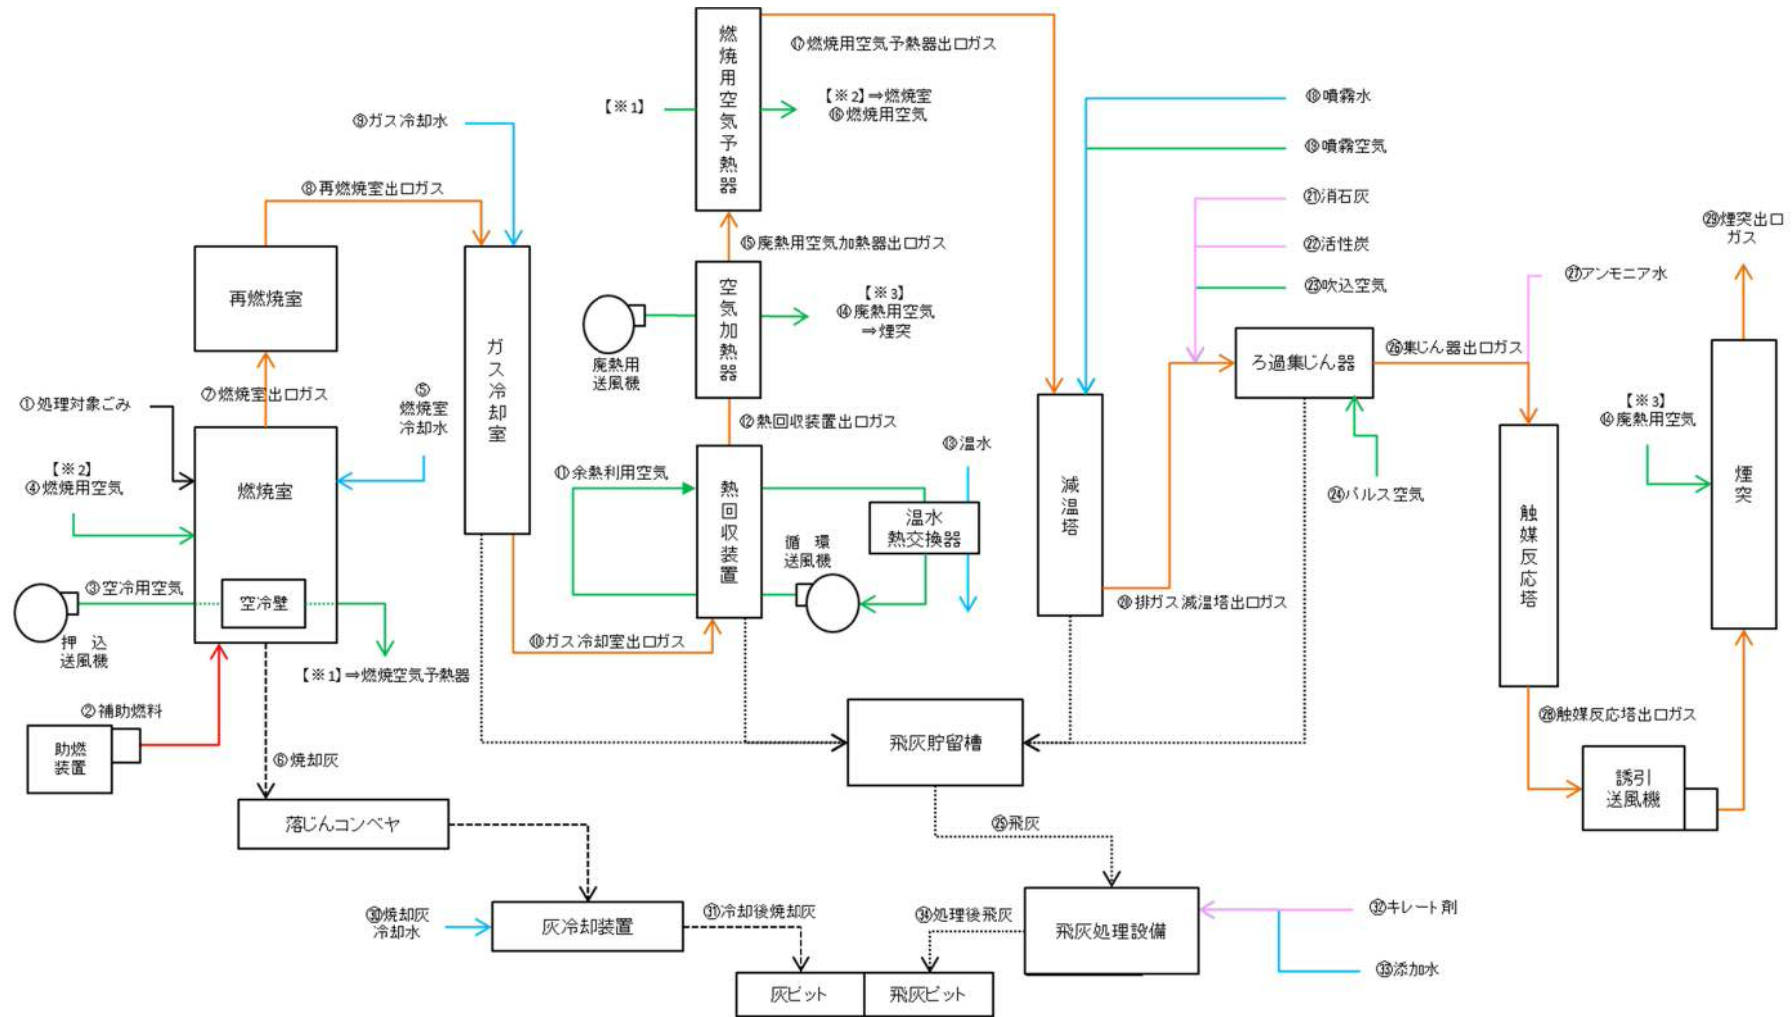 燃焼用空気予熱器
⑰燃焼用空気予熱器出口ガス
【※1】
【※2】⇒燃焼室
⑯燃焼用空気
⑱噴霧水
⑨ガス冷却水
⑲噴霧空気
⑧再燃焼室出口ガス
㉑消石灰
㉙煙突出口
ガス
⑮廃熱用空気加熱器出口ガス
㉒活性炭
㉗アンモニア水
再燃焼室
空気加熱器
【※3】
⑭廃熱用空気
⇒煙突
㉓吹込空気
ガス冷却室
廃熱用
送風機
ろ過集じん器
㉖集じん器出口ガス
①処理対象ごみ
⑦燃焼室出口ガス
⑤
燃焼室
冷却水
⑫熱回収装置出口ガス
⑬温水
【※3】
⑭廃熱用空気
【※2】
④燃焼用空気
燃焼室
⑪余熱利用空気
熱回収装置
温水
熱交換器
減温塔
㉔パルス空気
触媒反応塔
煙突
循環
送風機
③空冷用空気
空冷壁
押込
送風機
⑩ガス冷却室出口ガス
⑳排ガス減温塔出口ガス
【※1】⇒燃焼空気予熱器
②補助燃料
助燃
装置
⑥焼却灰
飛灰貯留槽
㉘触媒反応塔出口ガス
誘引
送風機
落じんコンベヤ
㉕飛灰
㉚焼却灰
冷却水
灰冷却装置
㉛冷却後焼却灰
㉞処理後飛灰
飛灰処理設備
㉜キレート剤
㉝添加水
灰ピット
飛灰ピット